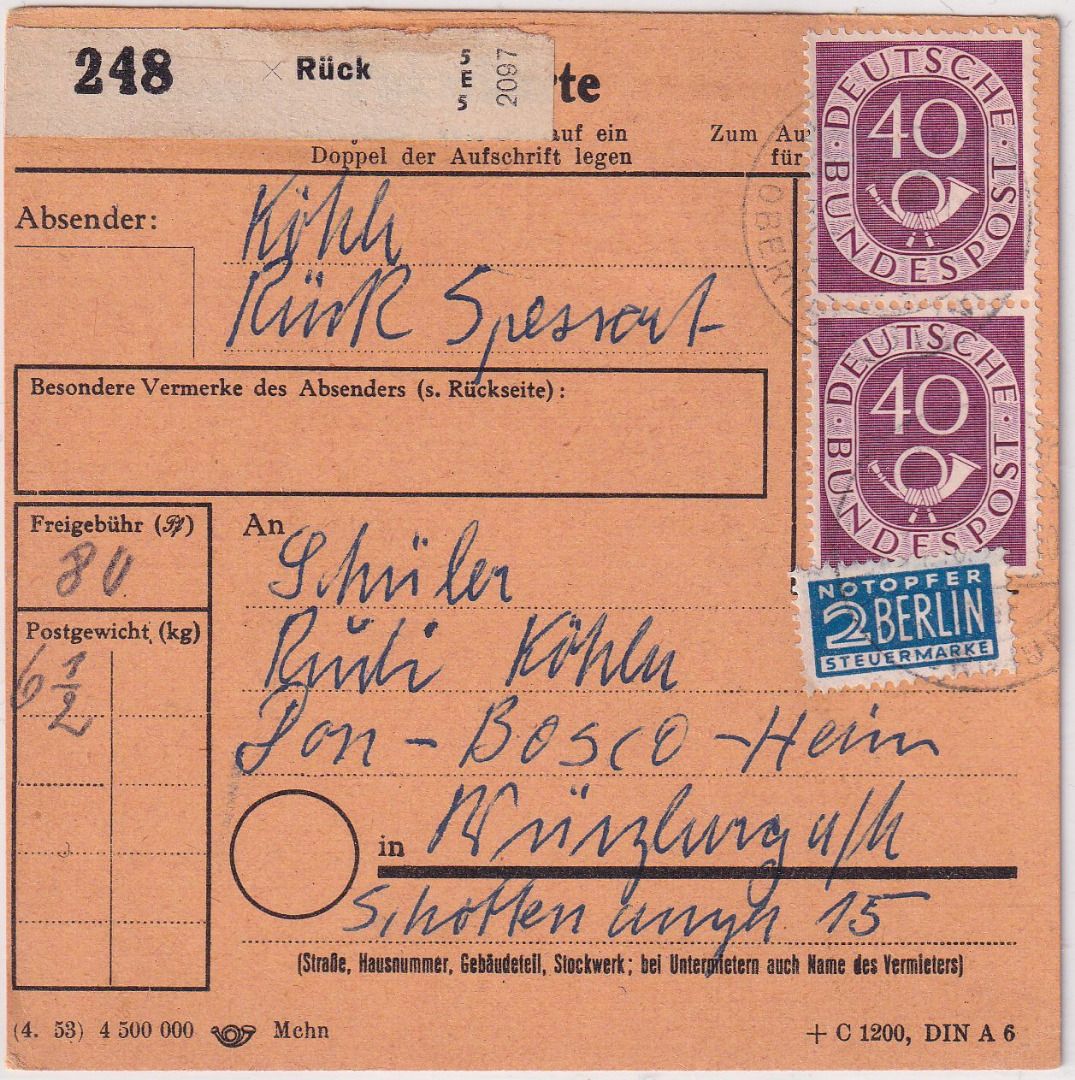 248 × Rück 5 E 5 2097
rte
auf ein
Doppel der Aufschrift legen
Zum Au
für
DEUTSCHE · BUNDESPOST · 40
DEUTSCHE · BUNDESPOST · 40
OBER
NOTOPFER
2 BERLIN
STEUERMARKE
Absender:
Köhler
Rück Spessart
Besondere Vermerke des Absenders (s. Rückseite):
Freigebühr (Pf)
80
Postgewicht (kg)
6 1/2
An
Schüler
Rudi Köhler
Don-Bosco-Heim
in Würzburg a/M
Schottenanger 15
(Straße, Hausnummer, Gebäudeteil, Stockwerk; bei Untermietern auch Name des Vermieters)
(4. 53) 4 500 000 Mchn
+ C 1200, DIN A 6